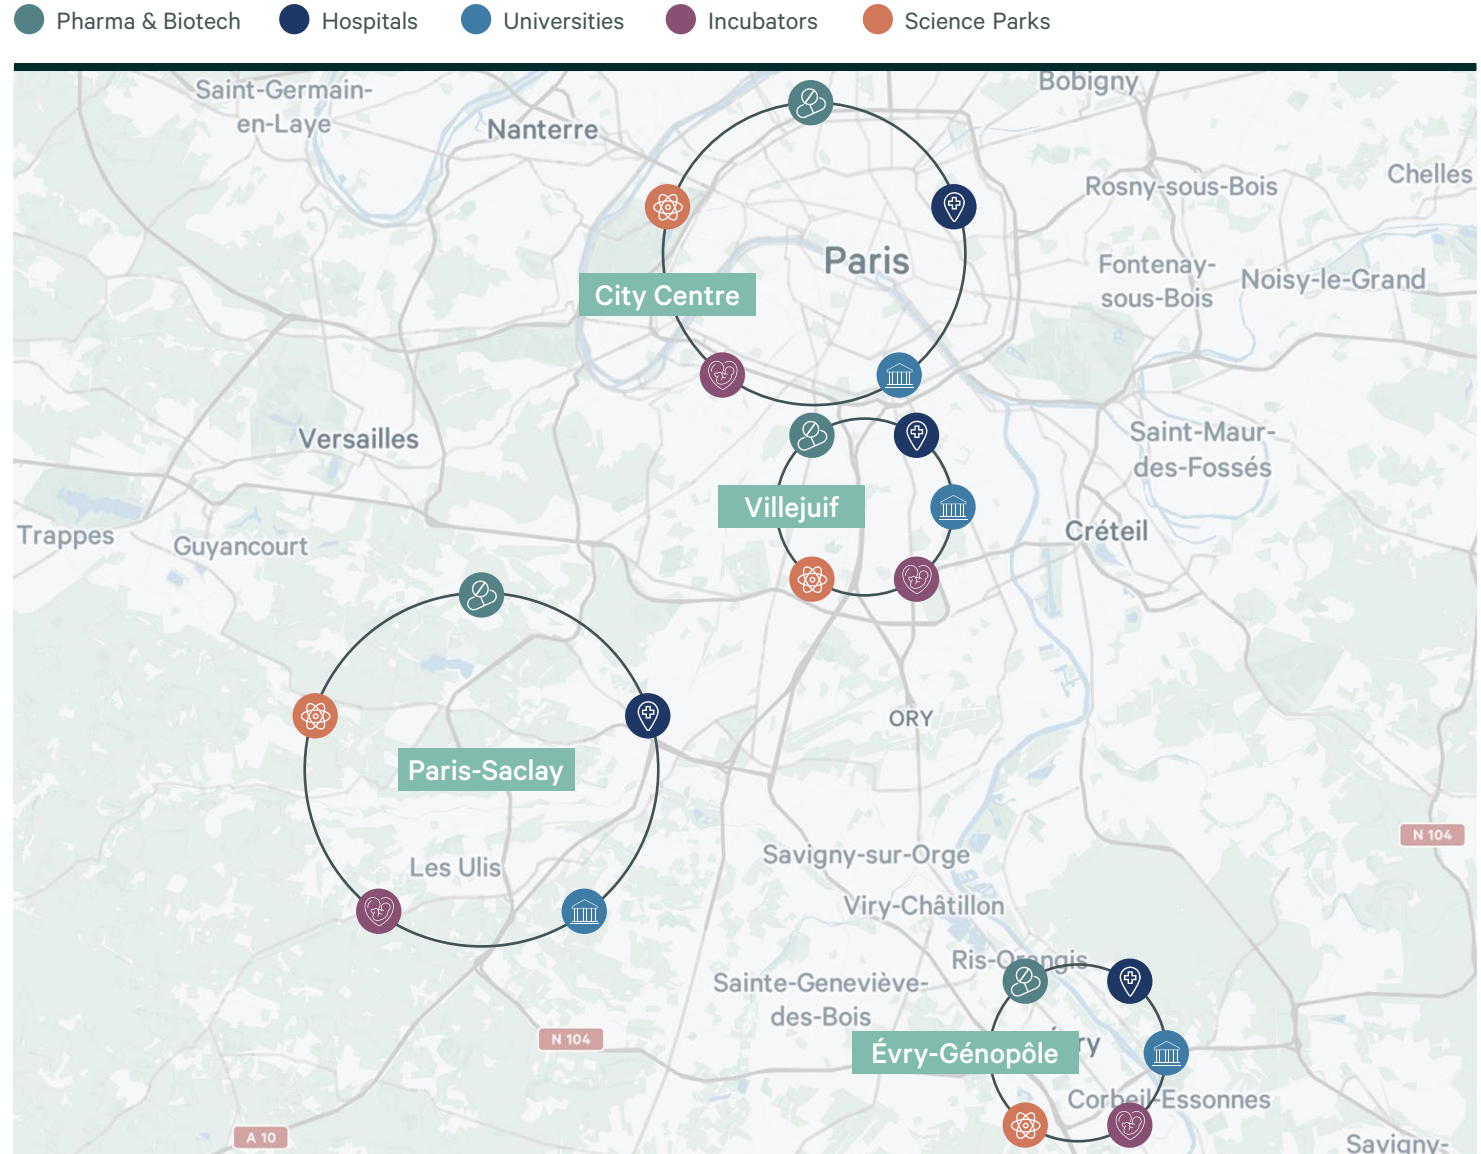 Pharma & Biotech
Hospitals
Universities
Incubators
Science Parks
Saint-Germain-
en-Laye
Nanterre
Bobigny
Rosny-sous-Bois
Chelles
Paris
Fontenay-
sous-Bois
Noisy-le-Grand
City Centre
Versailles
Saint-Maur-
des-Fossés
Villejuif
Trappes
Guyancourt
Créteil
ORY
Paris-Saclay
N 104
Savigny-sur-Orge
Les Ulis
Viry-Châtillon
Ris-Orangis
Sainte-Geneviève-
des-Bois
N 104
Évry-Génopôle
ry
Corbeil-Essonnes
A 10
Savigny-